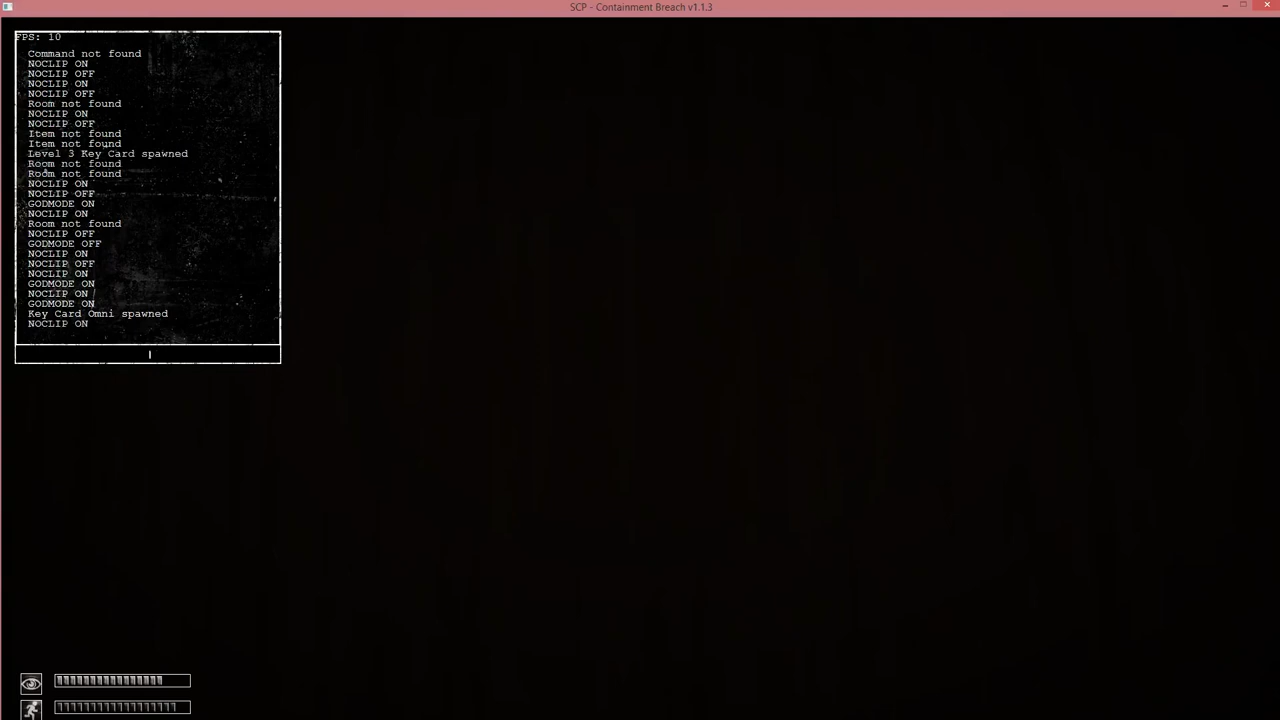 SCP - Containment Breach v1.1.3
FPS: 10
Command not found
NOCLIP ON
NOCLIP OFF
NOCLIP ON
NOCLIP OFF
Room not found
NOCLIP ON
NOCLIP OFF
Item not found
Item not found
Level 3 Key Card spawned
Room not found
Room not found
NOCLIP ON
NOCLIP OFF
GODMODE ON
NOCLIP ON
Room not found
NOCLIP OFF
GODMODE OFF
NOCLIP ON
NOCLIP OFF
NOCLIP ON
GODMODE ON
NOCLIP ON
GODMODE ON
Key Card Omni spawned
NOCLIP ON